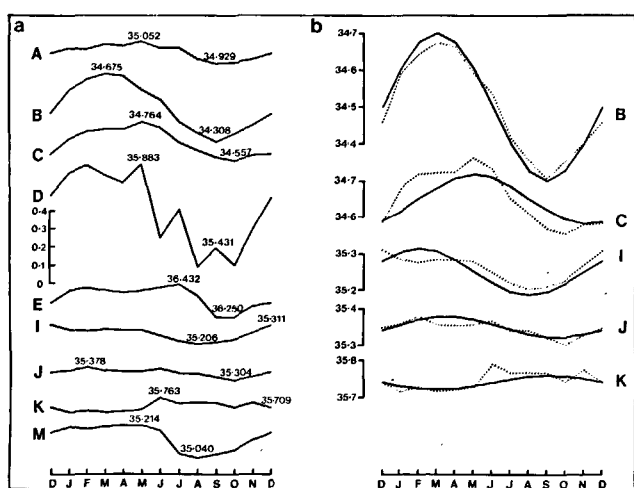 a
A
35·052
34·929
34·675
B
34·308
34·764
C
34·557
35·883
D
0·4
0·3
0·2
35·431
0·1
0
36·432
E
36·250
35·311
I
35·206
35·378
J
35·304
35·763
K
35·709
35·214
M
35·040
D J F M A M J J A S O N D
b
34·7
34·6
34·5
34·4
B
34·7
34·6
C
35·3
35·2
I
35·4
35·3
J
35·8
35·7
K
D J F M A M J J A S O N D